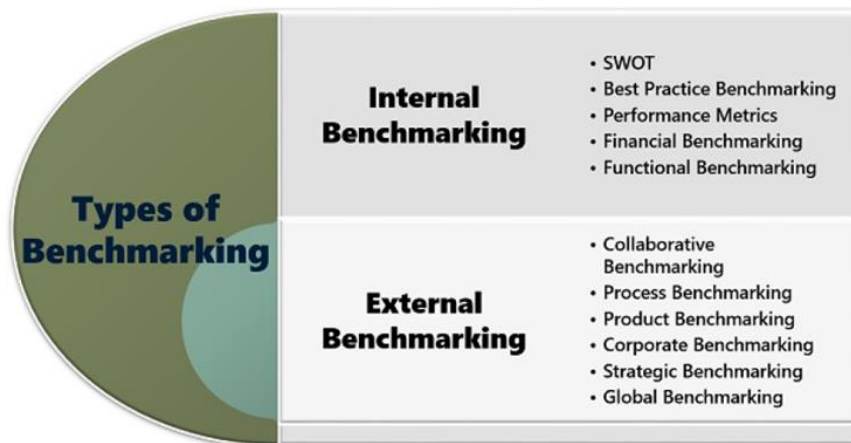 Types of
Benchmarking
Internal
Benchmarking
• SWOT
• Best Practice Benchmarking
• Performance Metrics
• Financial Benchmarking
• Functional Benchmarking
External
Benchmarking
• Collaborative
Benchmarking
• Process Benchmarking
• Product Benchmarking
• Corporate Benchmarking
• Strategic Benchmarking
• Global Benchmarking